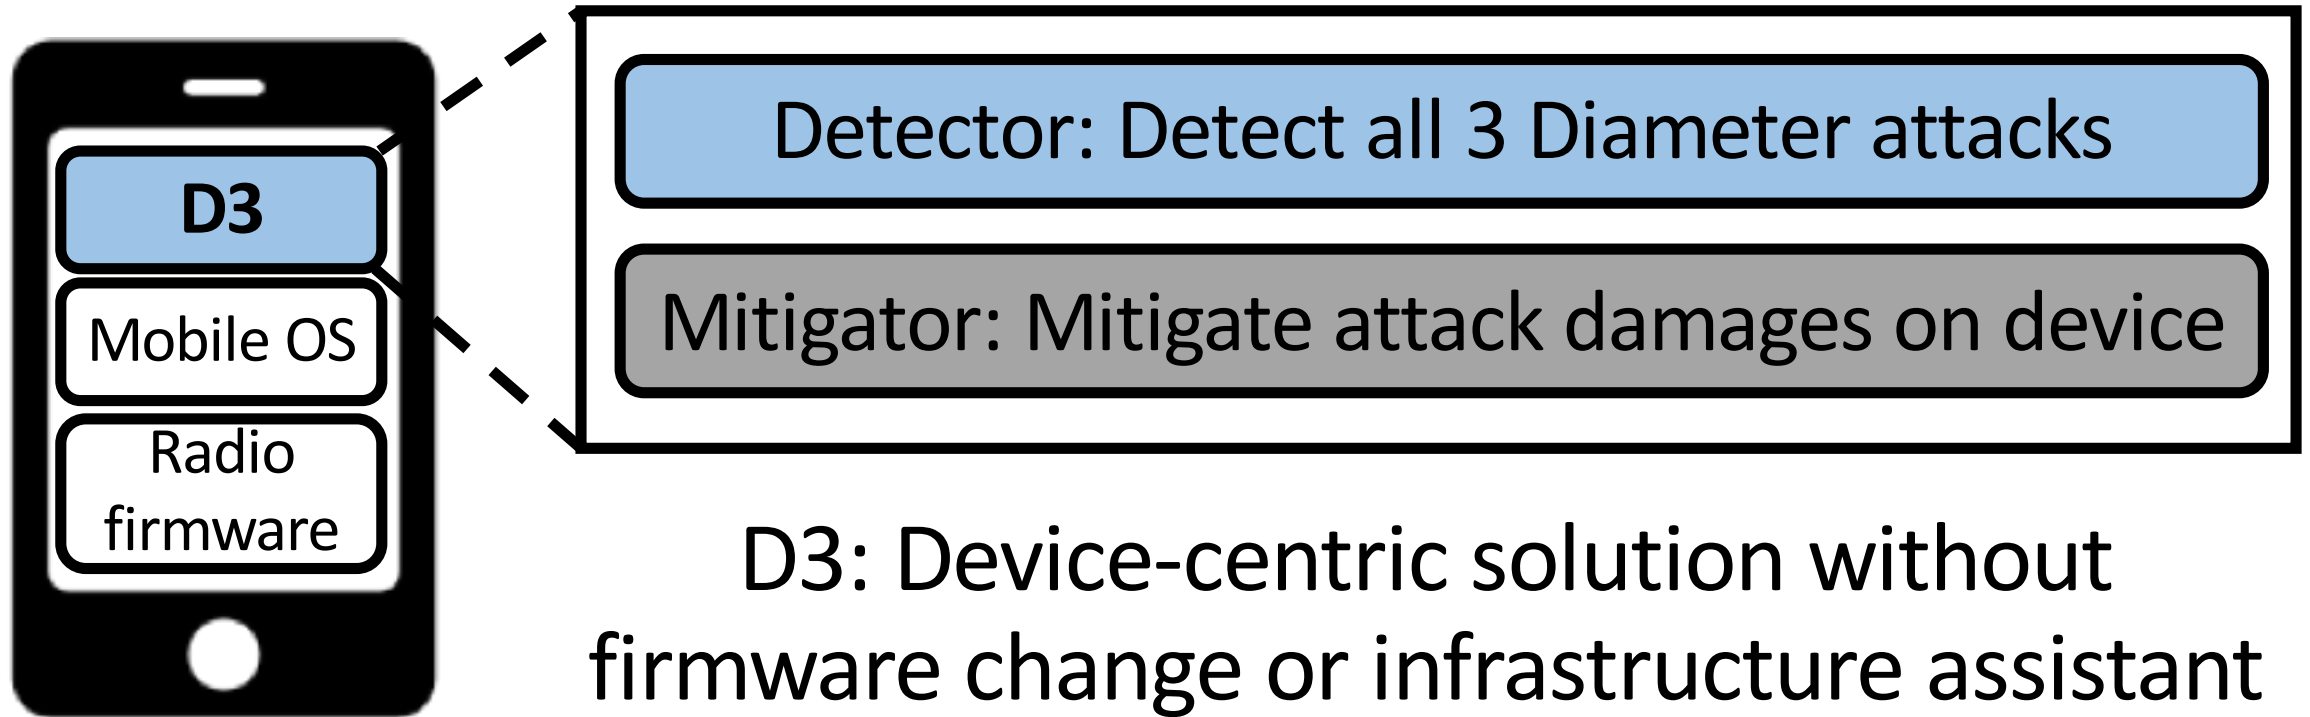 D3
Mobile OS
Radio
firmware
Detector: Detect all 3 Diameter attacks
Mitigator: Mitigate attack damages on device
D3: Device-centric solution without
firmware change or infrastructure assistant